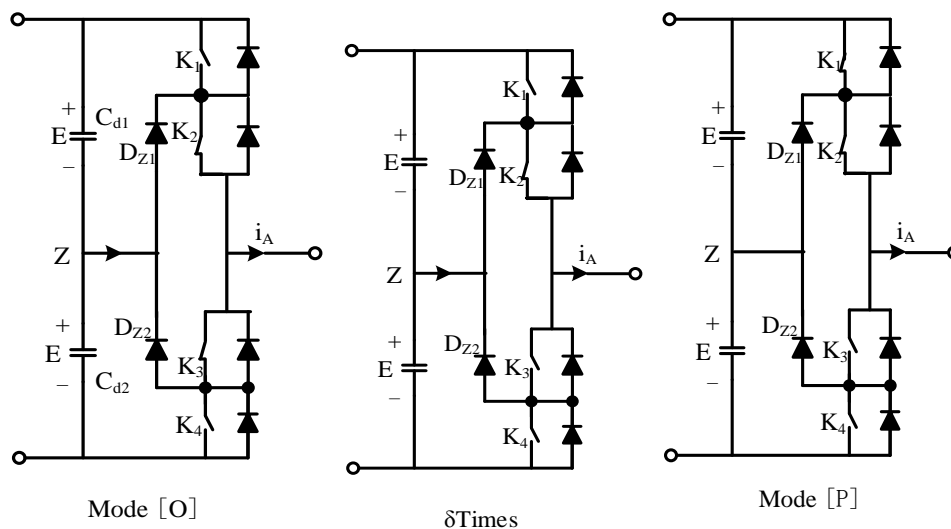 K1
+
Cd1
E
K2
−
DZ1
iA
Z
+
DZ2
E
K3
−
Cd2
K4
Mode [O]
K1
+
E
DZ1
K2
−
iA
Z
+
DZ2
E
K3
−
K4
δTimes
K1
+
E
K2
DZ1
−
iA
Z
+
DZ2
E
K3
−
K4
Mode [P]